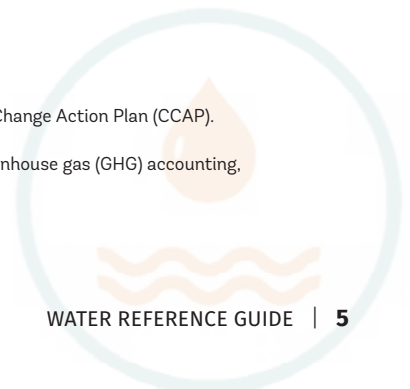 Change Action Plan (CCAP).
nhouse gas (GHG) accounting,
WATER REFERENCE GUIDE | 5